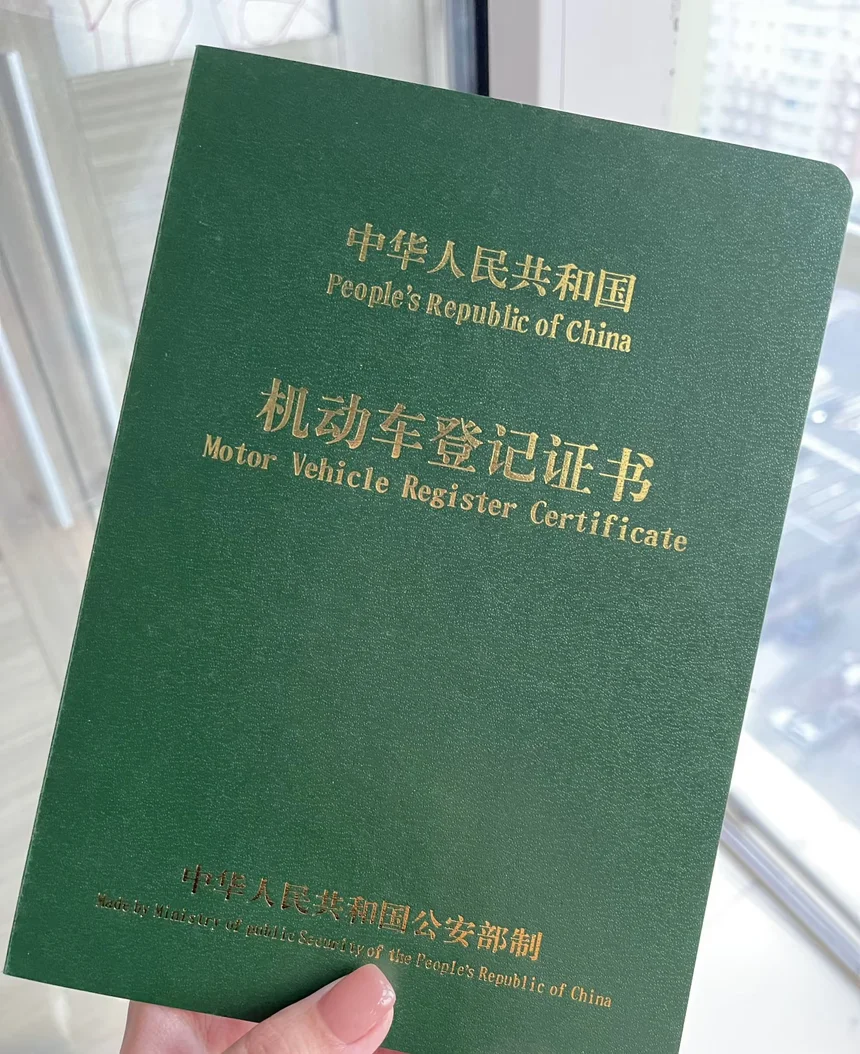 中华人民共和国
People's Republic of China
机动车登记证书
Motor Vehicle Register Certificate
中华人民共和国公安部制
Made by Ministry of public Security of the People's Republic of China